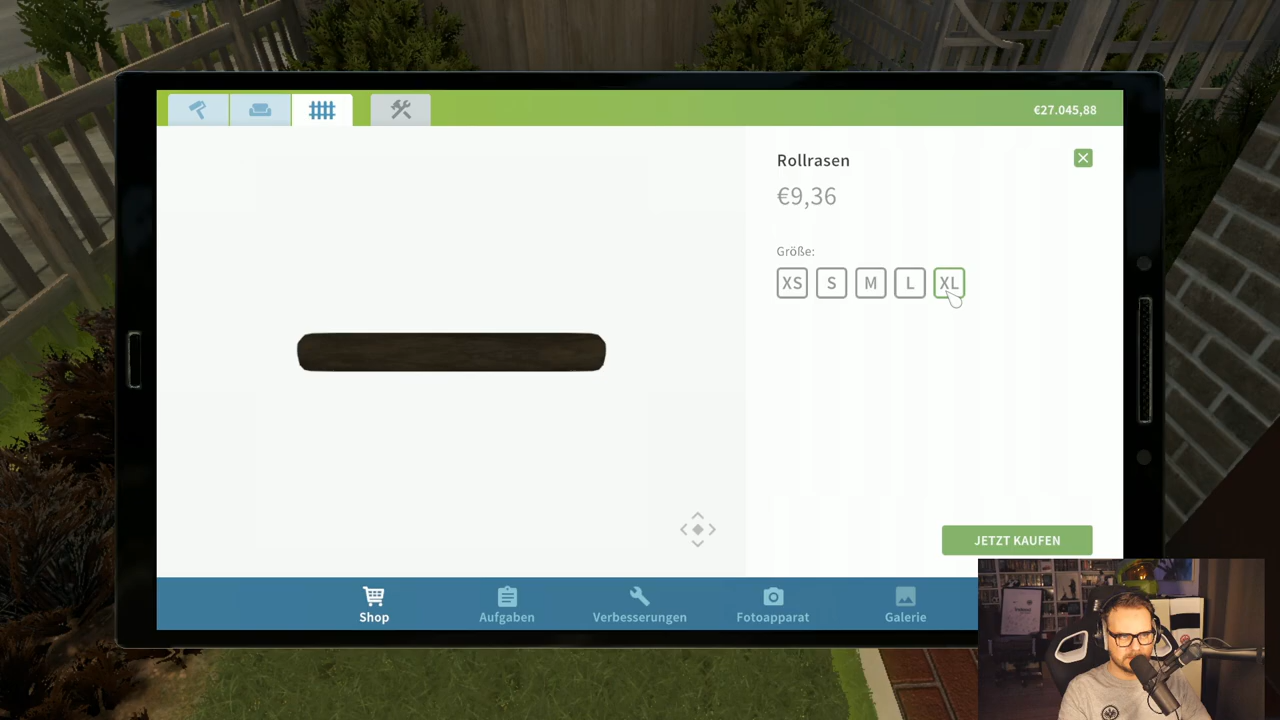 €27.045,88
Rollrasen
€9,36
Größe:
XS S M L XL
JETZT KAUFEN
Shop Aufgaben Verbesserungen Fotoapparat Galerie